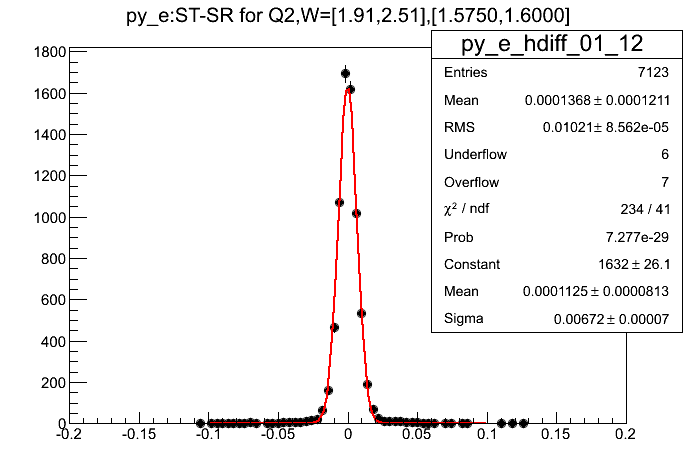 py_e:ST-SR for Q2,W=[1.91,2.51],[1.5750,1.6000]
py_e_hdiff_01_12
Entries 7123
Mean 0.0001368 ± 0.0001211
RMS 0.01021 ± 8.562e-05
Underflow 6
Overflow 7
χ² / ndf 234 / 41
Prob 7.277e-29
Constant 1632 ± 26.1
Mean 0.0001125 ± 0.0000813
Sigma 0.00672 ± 0.00007
1800
1600
1400
1200
1000
800
600
400
200
0
-0.2 -0.15 -0.1 -0.05 0 0.05 0.1 0.15 0.2